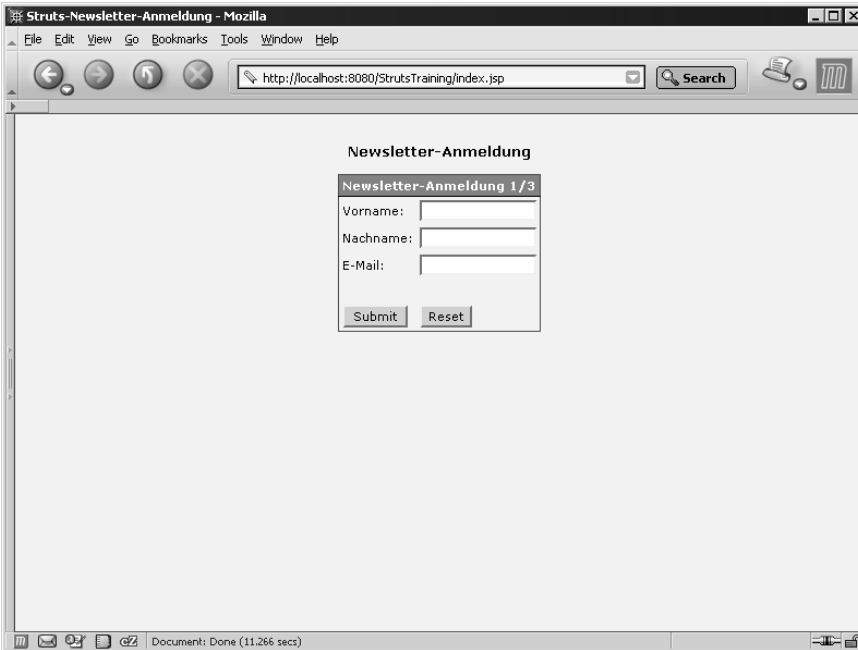 Struts-Newsletter-Anmeldung - Mozilla
File Edit View Go Bookmarks Tools Window Help
http://localhost:8080/StrutsTraining/index.jsp
Search
Newsletter-Anmeldung
Newsletter-Anmeldung 1/3
Vorname:
Nachname:
E-Mail:
Submit Reset
Document: Done (11.266 secs)